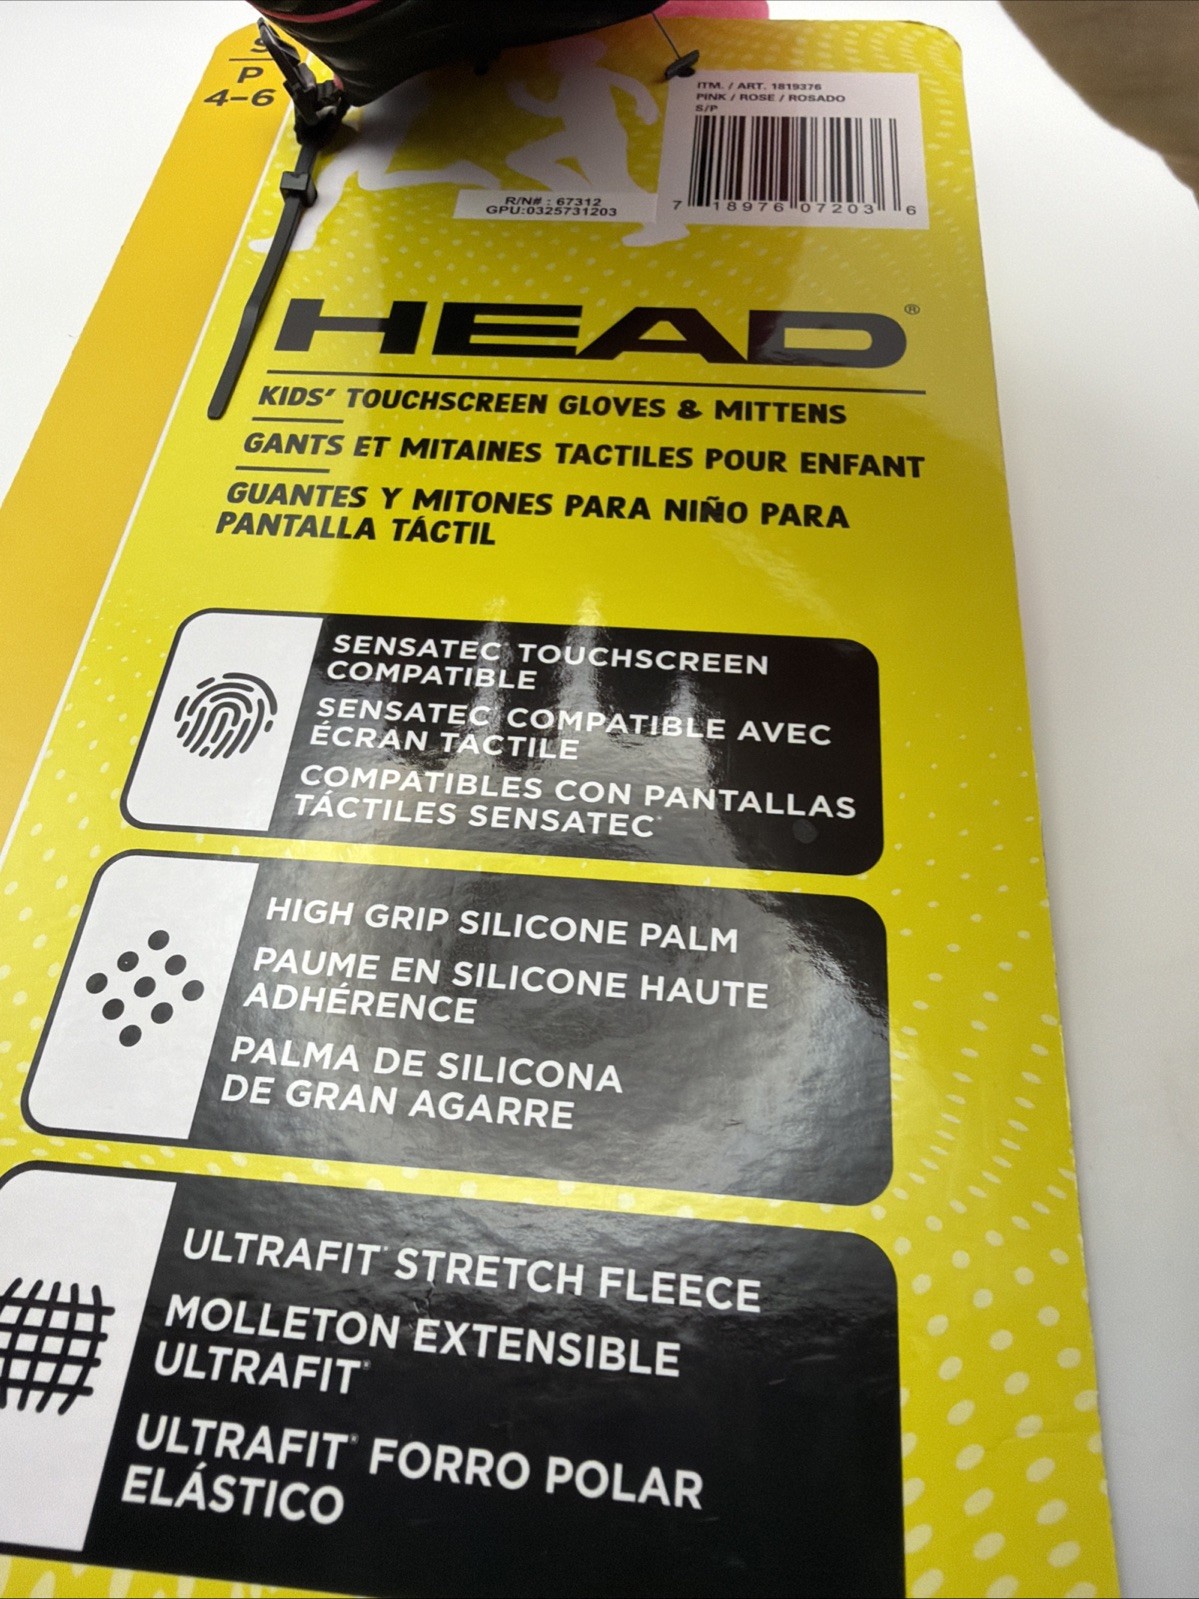 S
P
4-6
ITM. / ART. 1819376
PINK / ROSE / ROSADO
S/P
7 18976 07203 6
R/N# : 67312
GPU:0325731203
HEAD®
KIDS' TOUCHSCREEN GLOVES & MITTENS
GANTS ET MITAINES TACTILES POUR ENFANT
GUANTES Y MITONES PARA NIÑO PARA
PANTALLA TÁCTIL
SENSATEC TOUCHSCREEN
COMPATIBLE
SENSATEC COMPATIBLE AVEC
ÉCRAN TACTILE
COMPATIBLES CON PANTALLAS
TÁCTILES SENSATEC
HIGH GRIP SILICONE PALM
PAUME EN SILICONE HAUTE
ADHÉRENCE
PALMA DE SILICONA
DE GRAN AGARRE
ULTRAFIT STRETCH FLEECE
MOLLETON EXTENSIBLE
ULTRAFIT
ULTRAFIT FORRO POLAR
ELÁSTICO